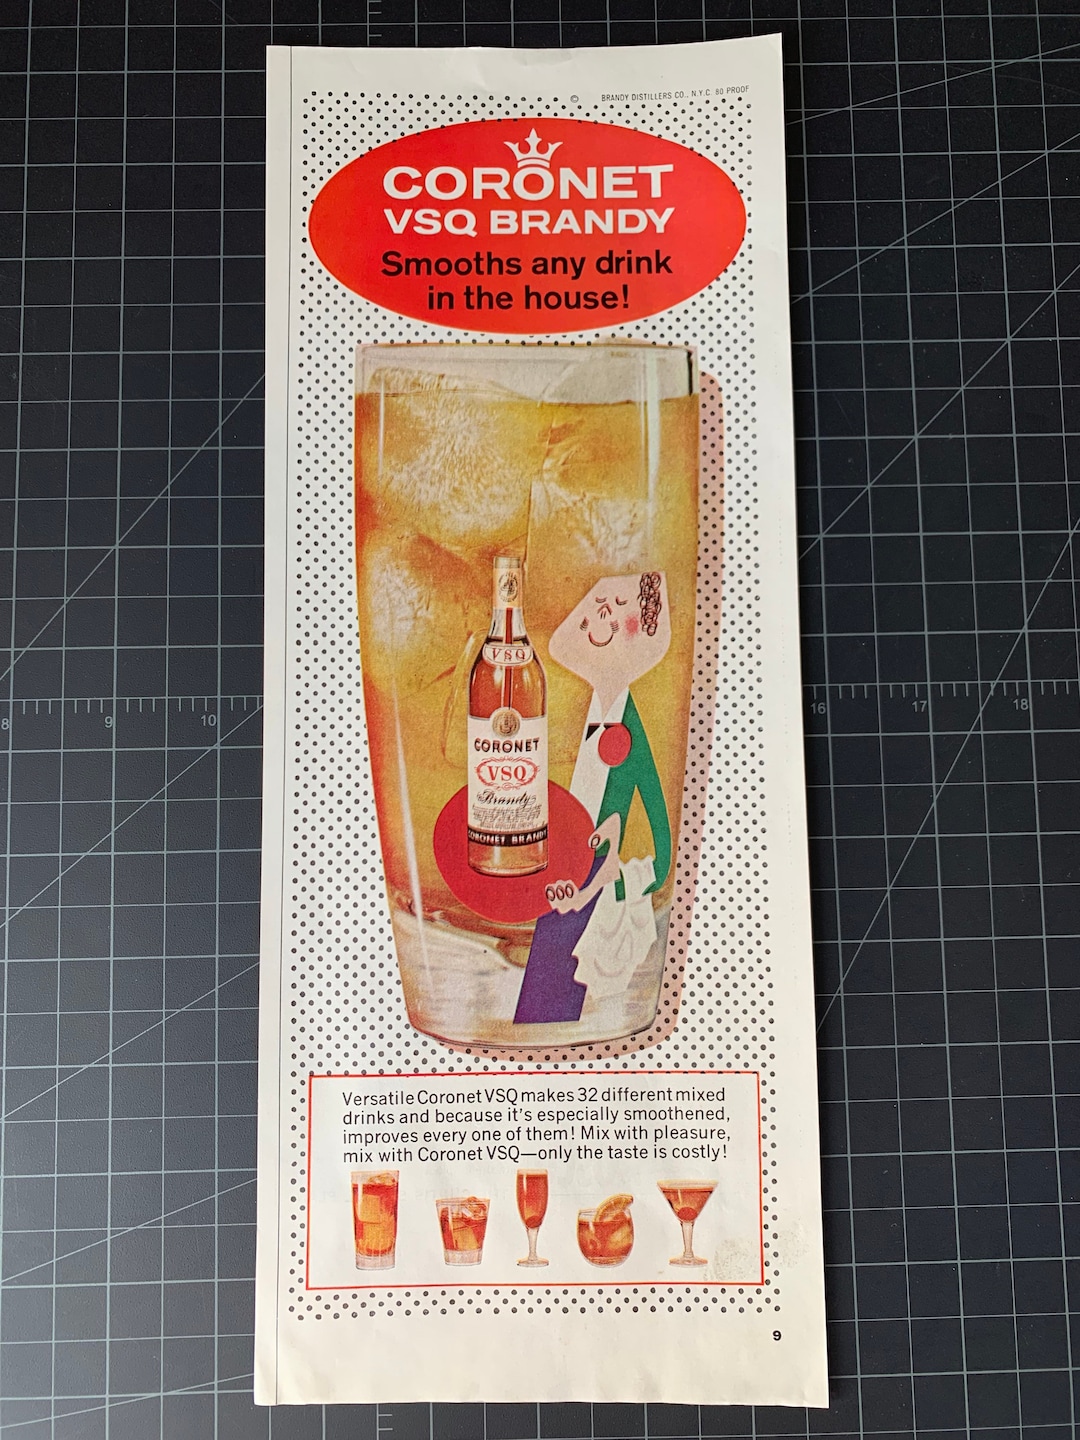 © BRANDY DISTILLERS CO., N.Y.C. 80 PROOF
CORONET
VSQ BRANDY
Smooths any drink
in the house!
VSQ
CORONET
VSQ
Brandy
CORONET BRANDY
8 9 10 16 17 18
Versatile Coronet VSQ makes 32 different mixed
drinks and because it's especially smoothened,
improves every one of them! Mix with pleasure,
mix with Coronet VSQ—only the taste is costly!
9